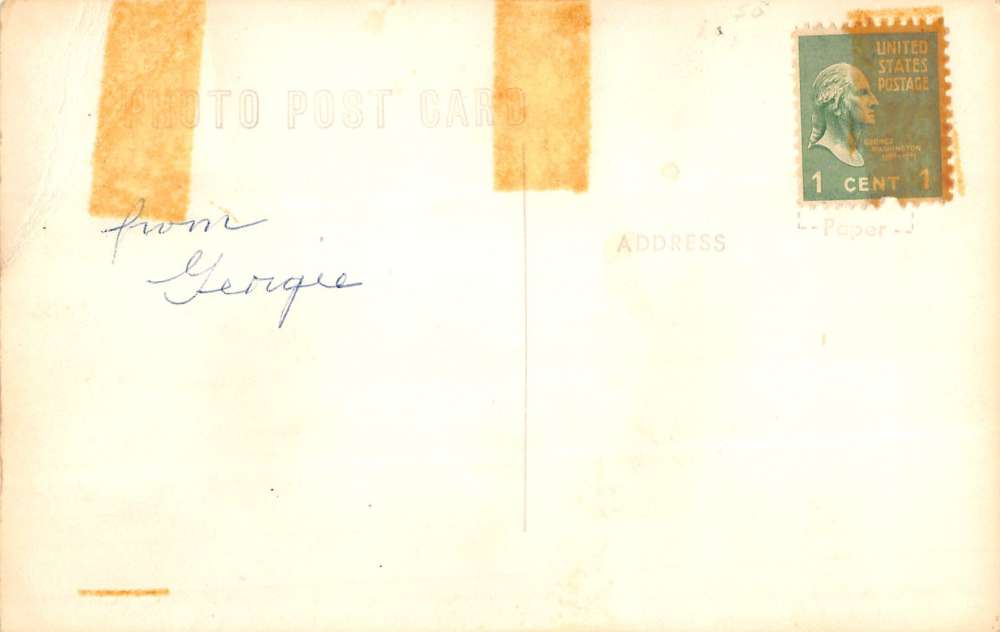 PHOTO POST CARD
UNITED
STATES
POSTAGE
GEORGE
WASHINGTON
1 CENT 1
Paper
ADDRESS
from
Georgie